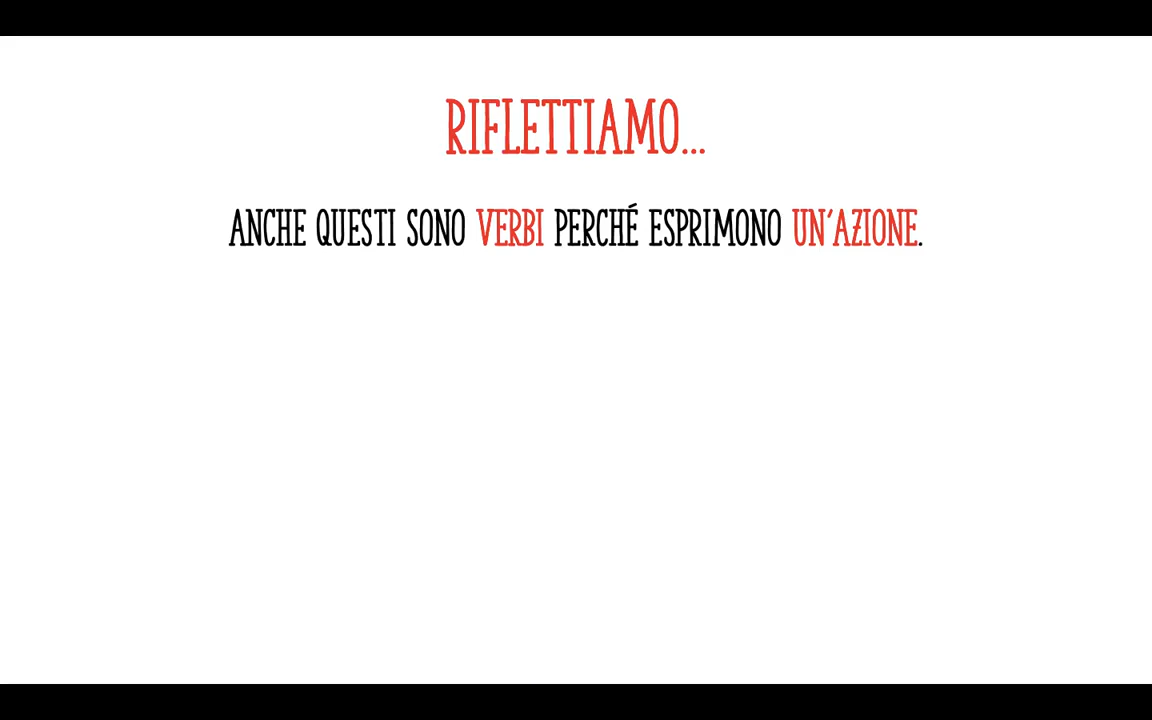 RIFLETTIAMO...
ANCHE QUESTI SONO VERBI PERCHÉ ESPRIMONO UN'AZIONE.